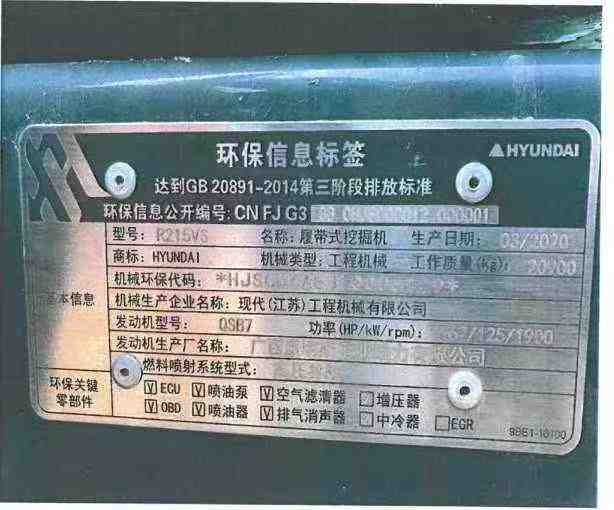 环保信息标签
HYUNDAI
达到GB 20891-2014第三阶段排放标准
环保信息公开编号: CN FJ G3 000001
型号: R215VS 名称: 履带式挖掘机 生产日期: 03/2020
商标: HYUNDAI 机械类型: 工程机械 工作质量(Kg): 20900
机械环保代码: *HJS
基本信息
机械生产企业名称: 现代(江苏)工程机械有限公司
发动机型号: QSB7 功率(HP/kW/rpm): /125/1900
发动机生产厂名称: 有限公司
燃料喷射系统型式:
环保关键零部件
V ECU V 喷油泵 V 空气滤清器 增压器
V OBD V 喷油器 V 排气消声器 中冷器 EGR